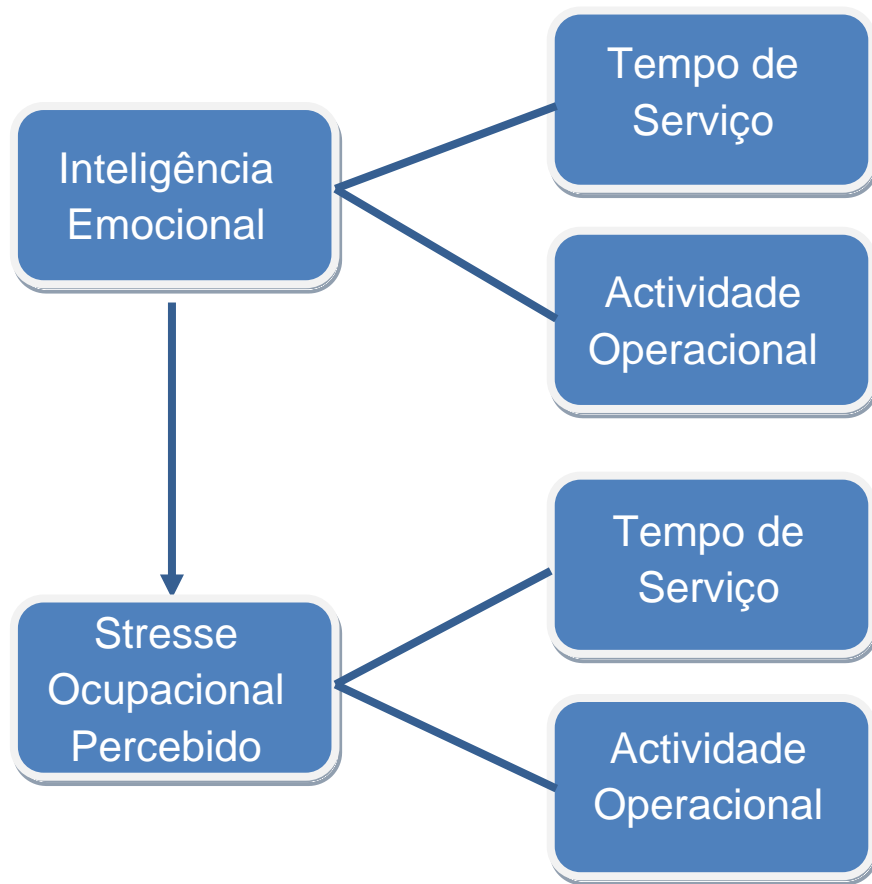 Tempo de
Serviço
Inteligência
Emocional
Actividade
Operacional
Tempo de
Serviço
Stresse
Ocupacional
Percebido
Actividade
Operacional